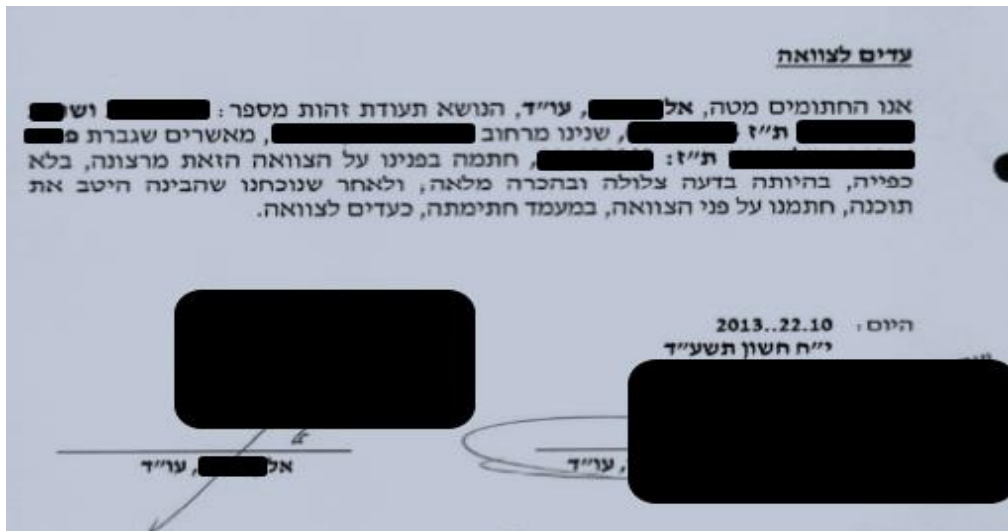 עדים לצוואה
אנו החתומים מטה, אל, עו"ד, הנושא תעודת זהות מספר: וש
ת"ז, שנינו מרחוב, מאשרים שגברת פ
ת"ז:, חתמה בפנינו על הצוואה הזאת מרצונה, בלא
כפייה, בהיותה בדעה צלולה ובהכרה מלאה, ולאחר שנוכחנו שהבינה היטב את
תוכנה, חתמנו על פני הצוואה, במעמד חתימתה, כעדים לצוואה.
היום: 22.10..2013
י"ח חשון תשע"ד
, עו"ד
אל, עו"ד